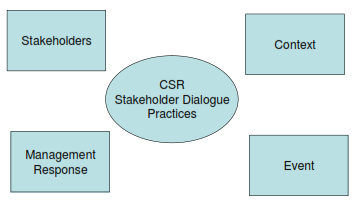 Stakeholders
Context
CSR
Stakeholder Dialogue
Practices
Management
Response
Event